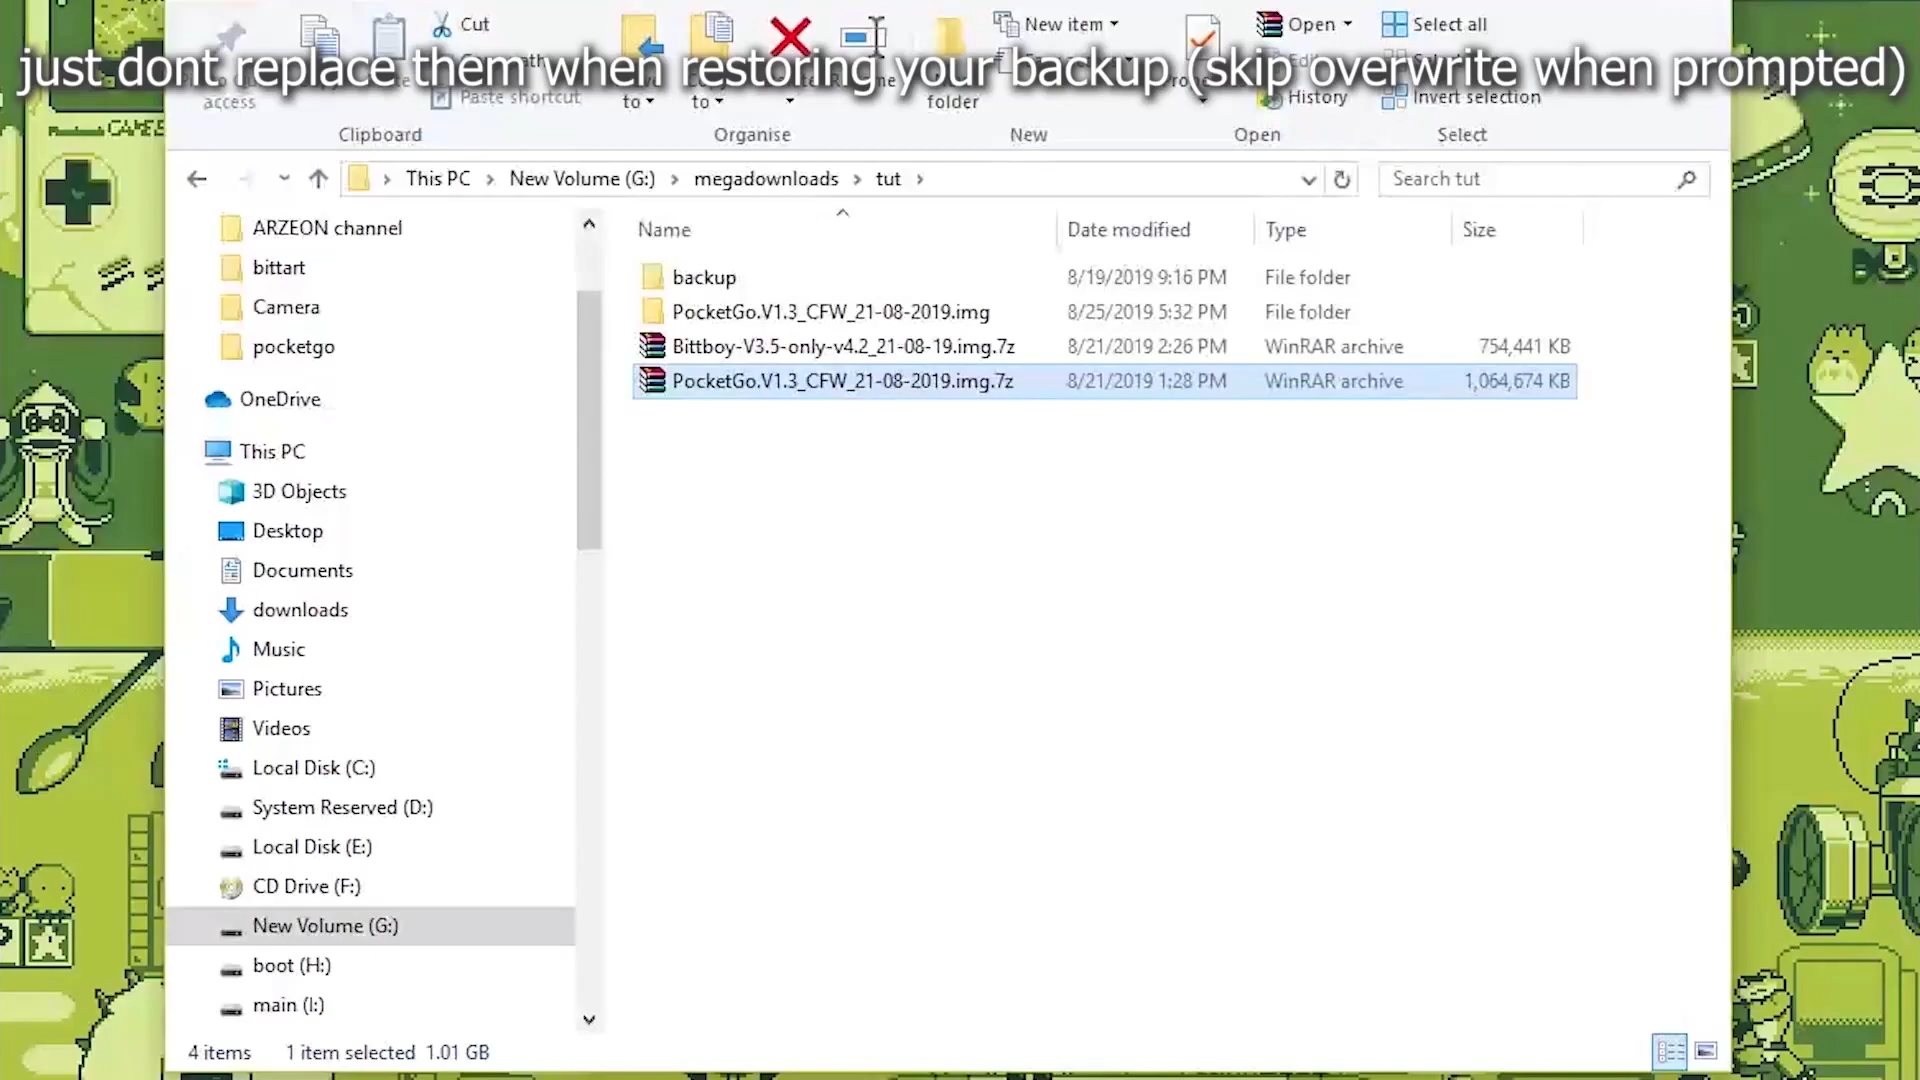 Cut
New item
Open
Select all
just dont replace them when restoring your backup (skip overwrite when prompted)
access
Paste shortcut
to
to
folder
History
Invert selection
Clipboard
Organise
New
Open
Select
This PC
New Volume (G:)
megadownloads
tut
Search tut
ARZEON channel
bittart
Camera
pocketgo
OneDrive
This PC
3D Objects
Desktop
Documents
downloads
Music
Pictures
Videos
Local Disk (C:)
System Reserved (D:)
Local Disk (E:)
CD Drive (F:)
New Volume (G:)
boot (H:)
main (I:)
Name Date modified Type Size
backup 8/19/2019 9:16 PM File folder
PocketGo.V1.3_CFW_21-08-2019.img 8/25/2019 5:32 PM File folder
Bittboy-V3.5-only-v4.2_21-08-19.img.7z 8/21/2019 2:26 PM WinRAR archive 754,441 KB
PocketGo.V1.3_CFW_21-08-2019.img.7z 8/21/2019 1:28 PM WinRAR archive 1,064,674 KB
4 items 1 item selected 1.01 GB